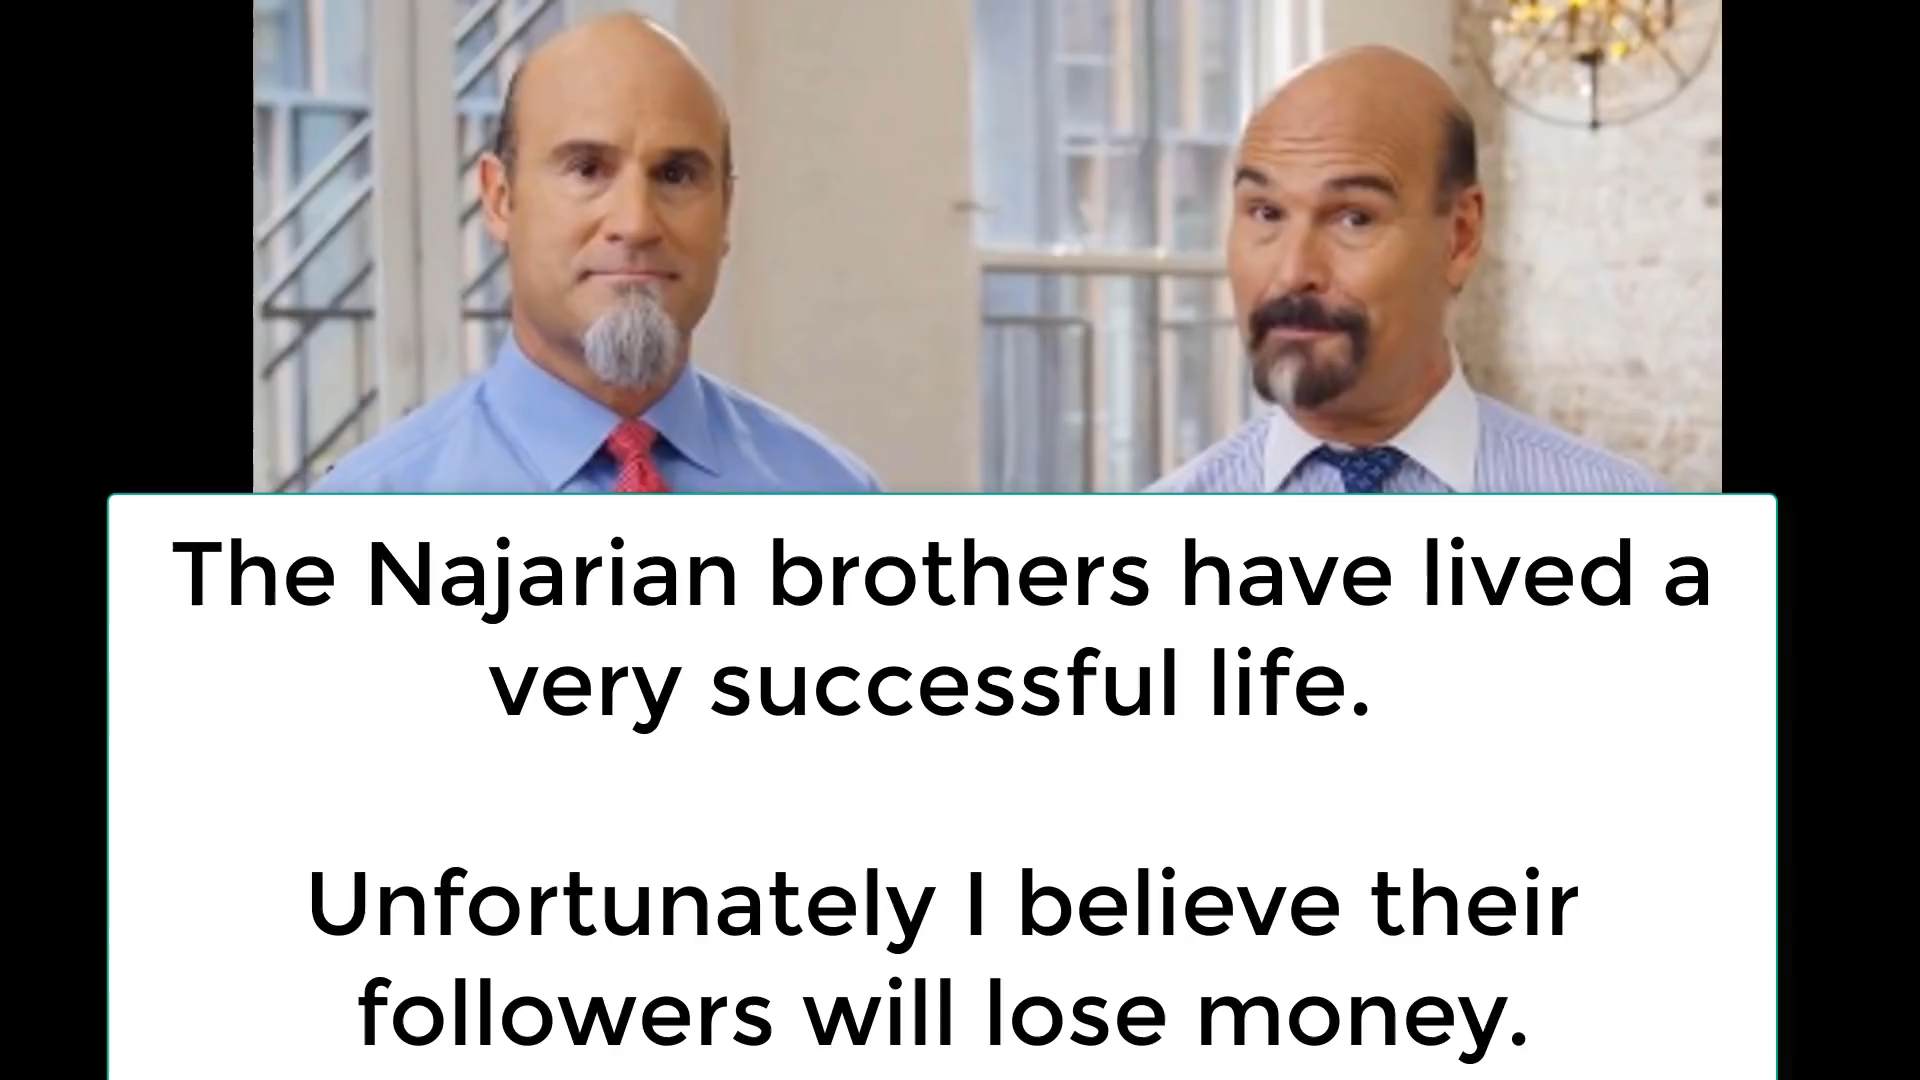 The Najarian brothers have lived a
very successful life.
Unfortunately I believe their
followers will lose money.